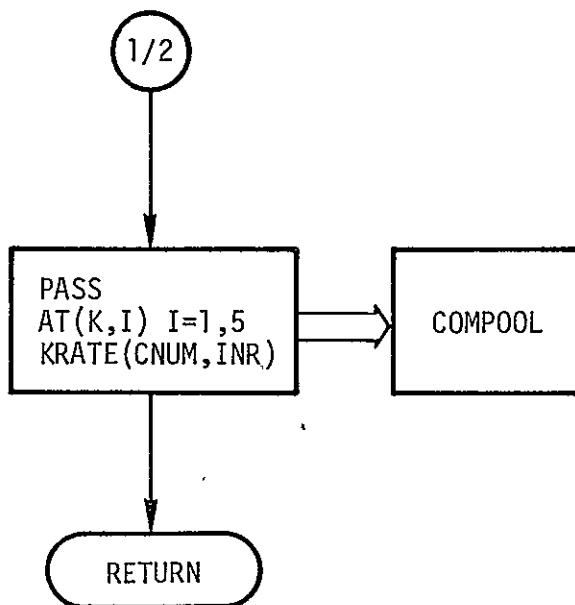 1/2
PASS
AT(K,I) I=1,5
KRATE(CNUM,INR)
COMPOOL
RETURN